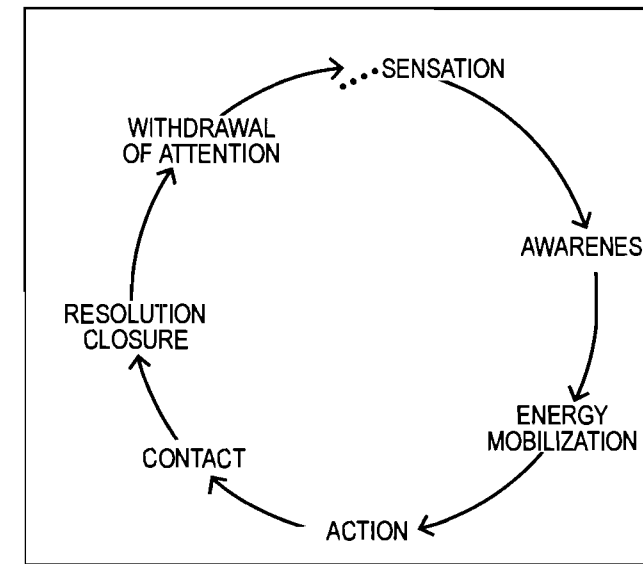 SENSATION
AWARENES
ENERGY
MOBILIZATION
ACTION
CONTACT
RESOLUTION
CLOSURE
WITHDRAWAL
OF ATTENTION